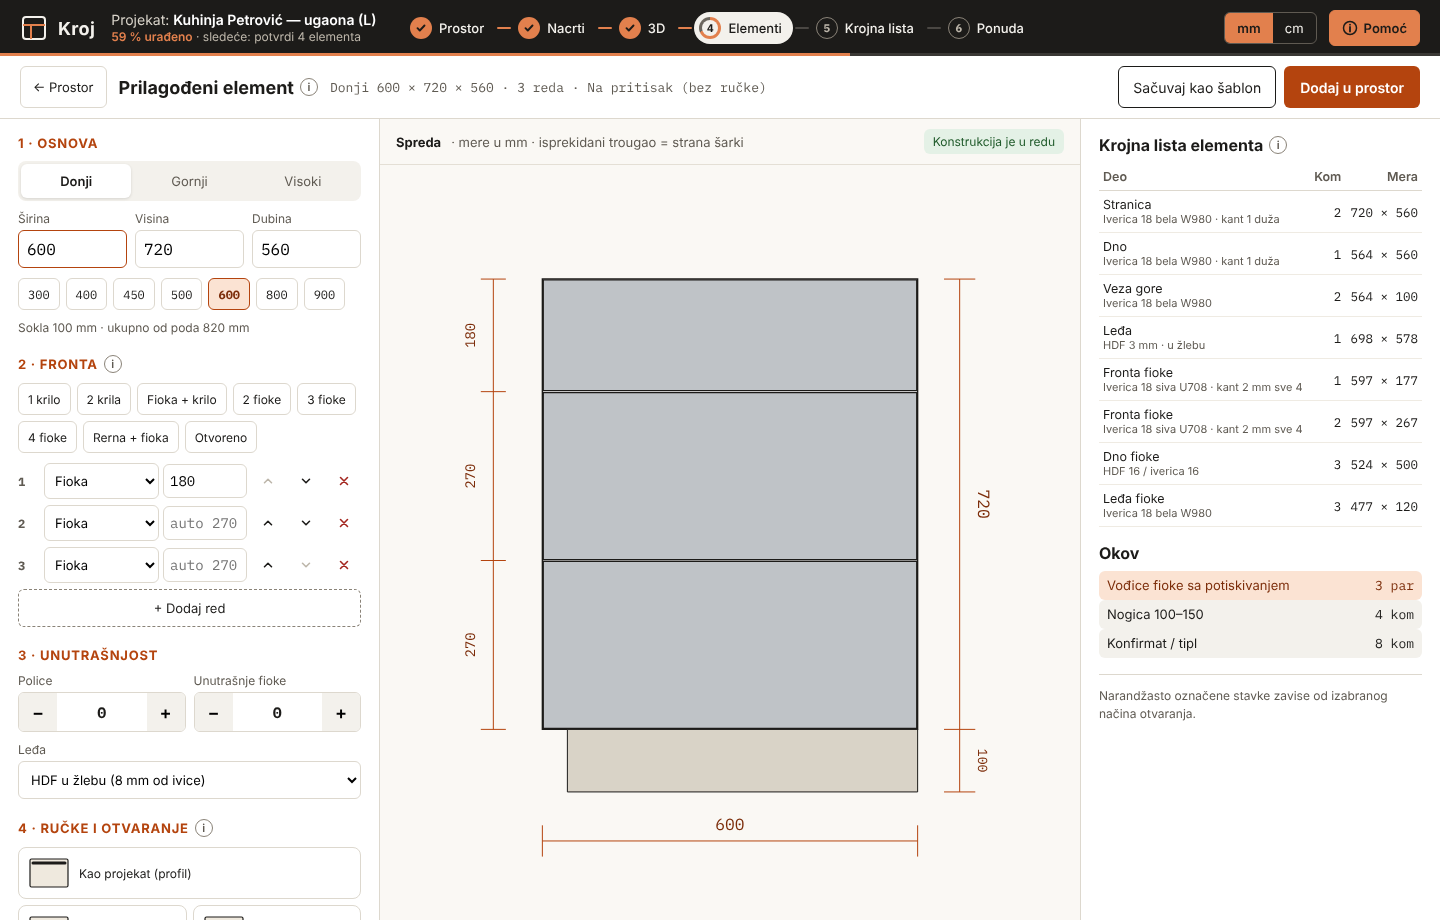 Kroj
Projekat: Kuhinja Petrović — ugaona (L)
59 % urađeno · sledeće: potvrdi 4 elementa
Prostor
Nacrti
3D
4 Elementi
5 Krojna lista
6 Ponuda
mm cm
Pomoć
← Prostor
Prilagođeni element i
Donji 600 × 720 × 560 · 3 reda · Na pritisak (bez ručke)
Sačuvaj kao šablon
Dodaj u prostor
1 · OSNOVA
Donji Gornji Visoki
Širina Visina Dubina
600 720 560
300 400 450 500 600 800 900
Sokla 100 mm · ukupno od poda 820 mm
2 · FRONTA i
1 krilo 2 krila Fioka + krilo 2 fioke 3 fioke
4 fioke Rerna + fioka Otvoreno
1 Fioka 180
2 Fioka auto 270
3 Fioka auto 270
+ Dodaj red
3 · UNUTRAŠNJOST
Police Unutrašnje fioke
− 0 + − 0 +
Leđa
HDF u žlebu (8 mm od ivice)
4 · RUČKE I OTVARANJE i
Kao projekat (profil)
Spreda · mere u mm · isprekidani trougao = strana šarki
Konstrukcija je u redu
180
270
270
720
100
600
Krojna lista elementa i
Deo Kom Mera
Stranica 2 720 × 560
Iverica 18 bela W980 · kant 1 duža
Dno 1 564 × 560
Iverica 18 bela W980 · kant 1 duža
Veza gore 2 564 × 100
Iverica 18 bela W980
Leđa 1 698 × 578
HDF 3 mm · u žlebu
Fronta fioke 1 597 × 177
Iverica 18 siva U708 · kant 2 mm sve 4
Fronta fioke 2 597 × 267
Iverica 18 siva U708 · kant 2 mm sve 4
Dno fioke 3 524 × 500
HDF 16 / iverica 16
Leđa fioke 3 477 × 120
Iverica 18 bela W980
Okov
Vođice fioke sa potiskivanjem 3 par
Nogica 100–150 4 kom
Konfirmat / tipl 8 kom
Narandžasto označene stavke zavise od izabranog
načina otvaranja.